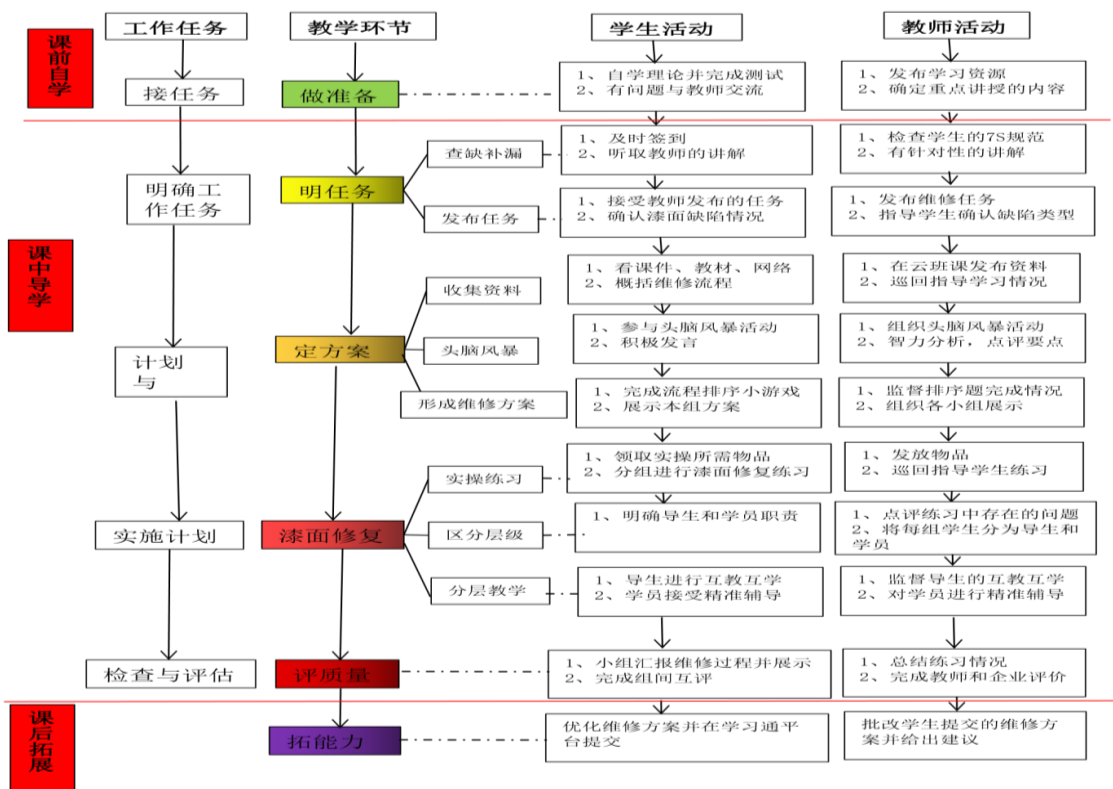 工作任务
教学环节
学生活动
教师活动
课前自学
接任务
做准备
1、 自学理论并完成测试
2、 有问题与教师交流
1、 发布学习资源
2、 确定重点讲授的内容
课中导学
明确工
作任务
明任务
查缺补漏
1、 及时签到
2、 听取教师的讲解
1、 检查学生的7S规范
2、 有针对性的讲解
发布任务
1、 接受教师发布的任务
2、 确认漆面缺陷情况
1、 发布维修任务
2、 指导学生确认缺陷类型
计划
与
定方案
收集资料
1、 看课件、教材、网络
2、 概括维修流程
1、 在云班课发布资料
2、 巡回指导学习情况
头脑风暴
1、 参与头脑风暴活动
2、 积极发言
1、 组织头脑风暴活动
2、 智力分析，点评要点
形成维修方案
1、 完成流程排序小游戏
2、 展示本组方案
1、 监督排序题完成情况
2、 组织各小组展示
实施计划
漆面修复
实操练习
1、 领取实操所需物品
2、 分组进行漆面修复练习
1、 发放物品
2、 巡回指导学生练习
区分层级
1、 明确导生和学员职责
1、 点评练习中存在的问题
2、 将每组学生分为导生和
学员
分层教学
1、 导生进行互教互学
2、 学员接受精准辅导
1、 监督导生的互教互学
2、 对学员进行精准辅导
检查与评估
评质量
1、 小组汇报维修过程并展示
2、 完成组间互评
1、 总结练习情况
2、 完成教师和企业评价
课后拓展
拓能力
优化维修方案并在学习通平
台提交
批改学生提交的维修方
案并给出建议